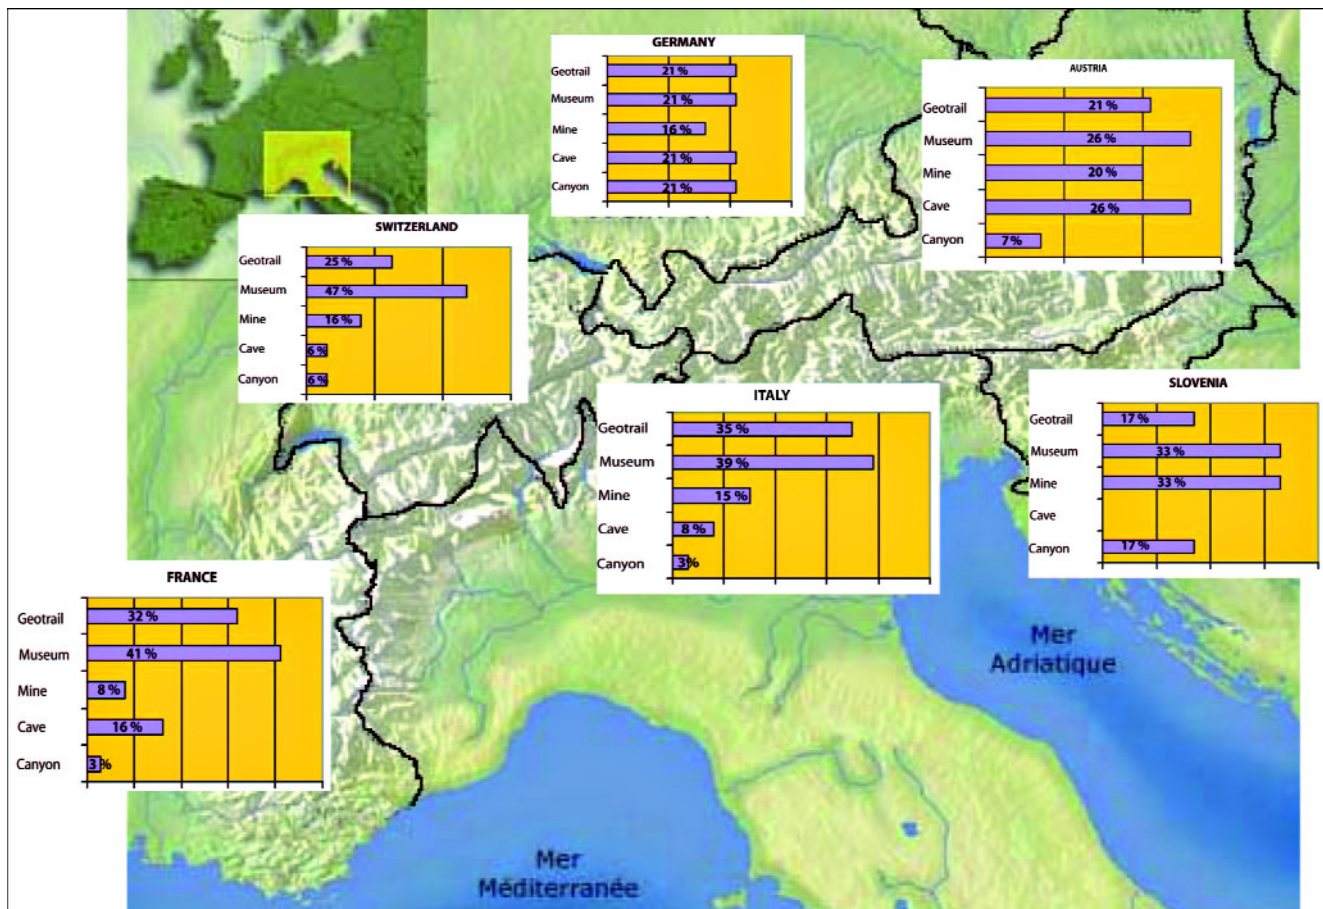 GERMANY
Geotrail 21 %
Museum 21 %
Mine 16 %
Cave 21 %
Canyon 21 %
AUSTRIA
Geotrail 21 %
Museum 26 %
Mine 20 %
Cave 26 %
Canyon 7 %
SWITZERLAND
Geotrail 25 %
Museum 47 %
Mine 16 %
Cave 6 %
Canyon 6 %
ITALY
Geotrail 35 %
Museum 39 %
Mine 15 %
Cave 8 %
Canyon 3%
SLOVENIA
Geotrail 17 %
Museum 33 %
Mine 33 %
Cave
Canyon 17 %
FRANCE
Geotrail 32 %
Museum 41 %
Mine 8 %
Cave 16 %
Canyon 3 %
Mer
Adriatique
Mer
Méditerranée